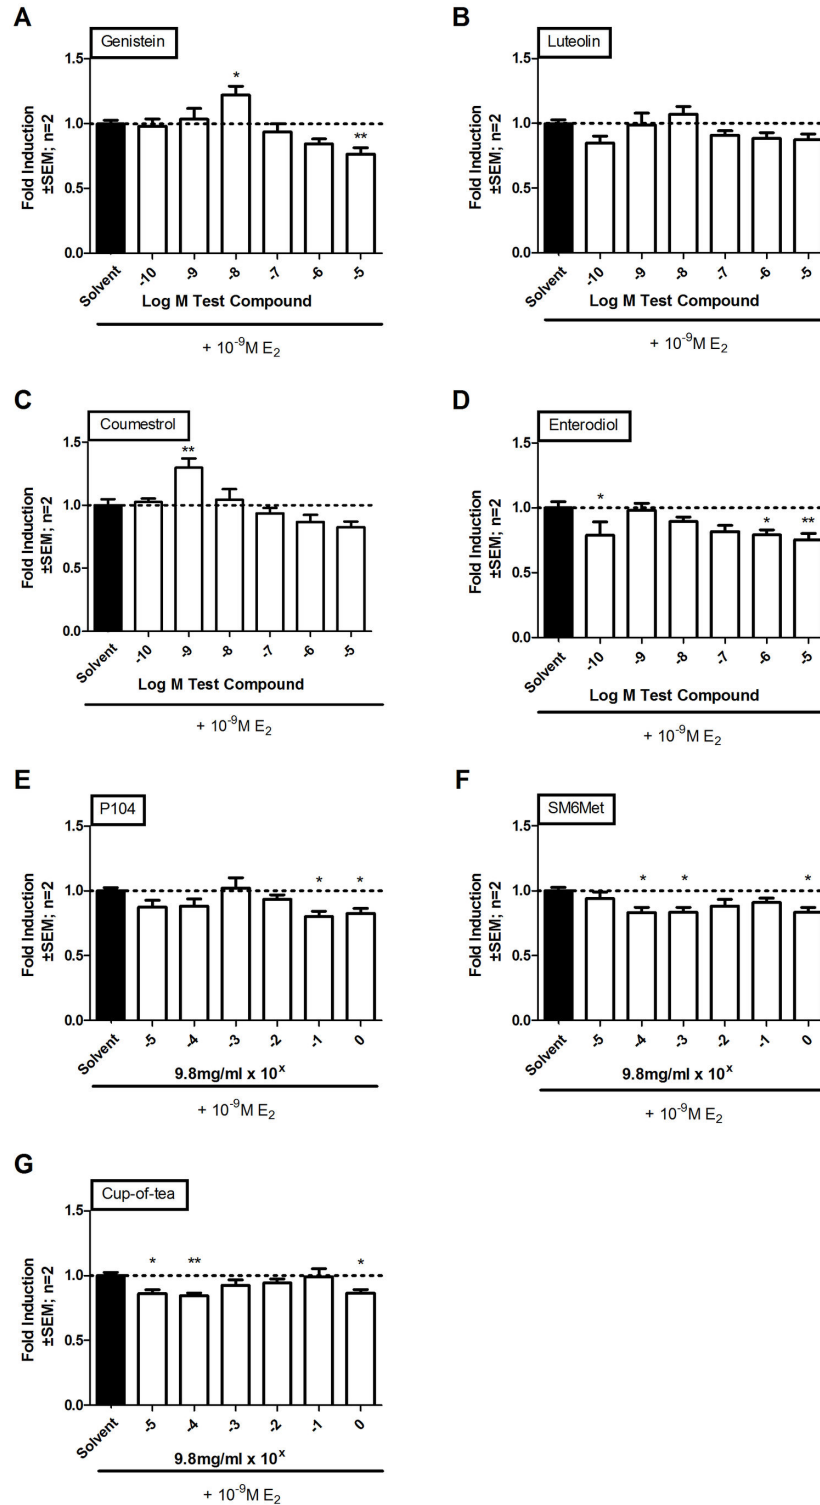 A
Genistein
Fold Induction
±SEM; n=2
1.5
1.0
0.5
0.0
*
**
Solvent
-10
-9
-8
-7
-6
-5
Log M Test Compound
+ 10⁻⁹M E₂
B
Luteolin
Fold Induction
±SEM; n=2
1.5
1.0
0.5
0.0
Solvent
-10
-9
-8
-7
-6
-5
Log M Test Compound
+ 10⁻⁹M E₂
C
Coumestrol
Fold Induction
±SEM; n=2
1.5
1.0
0.5
0.0
**
Solvent
-10
-9
-8
-7
-6
-5
Log M Test Compound
+ 10⁻⁹M E₂
D
Enterodiol
Fold Induction
±SEM; n=2
1.5
1.0
0.5
0.0
*
*
**
Solvent
-10
-9
-8
-7
-6
-5
Log M Test Compound
+ 10⁻⁹M E₂
E
P104
Fold Induction
±SEM; n=2
1.5
1.0
0.5
0.0
*
*
Solvent
-5
-4
-3
-2
-1
0
9.8mg/ml x 10ˣ
+ 10⁻⁹M E₂
F
SM6Met
Fold Induction
±SEM; n=2
1.5
1.0
0.5
0.0
*
*
*
Solvent
-5
-4
-3
-2
-1
0
9.8mg/ml x 10ˣ
+ 10⁻⁹M E₂
G
Cup-of-tea
Fold Induction
±SEM; n=2
1.5
1.0
0.5
0.0
*
**
*
Solvent
-5
-4
-3
-2
-1
0
9.8mg/ml x 10ˣ
+ 10⁻⁹M E₂